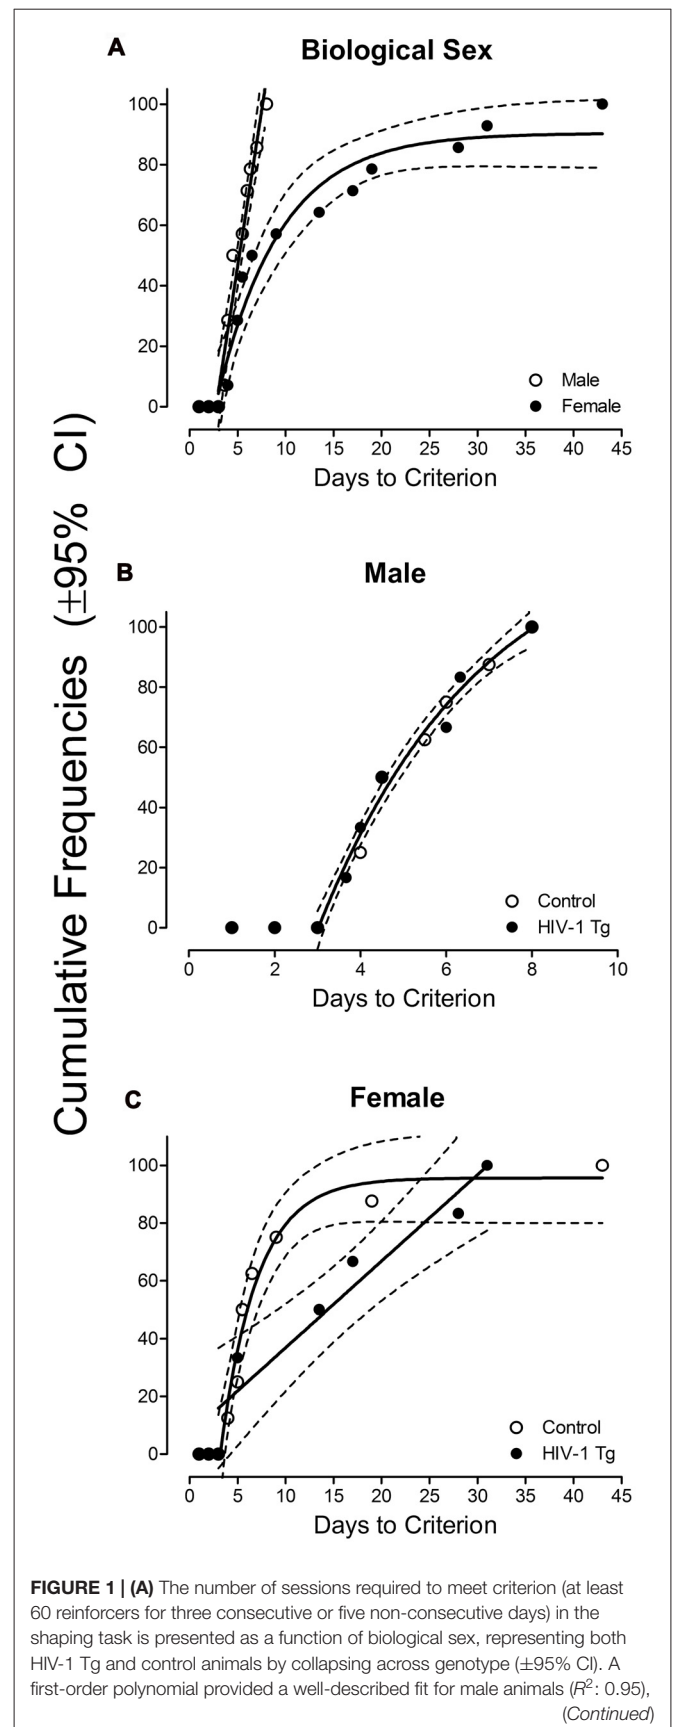 A
Biological Sex
100
80
60
40
20
0
Male
Female
0 5 10 15 20 25 30 35 40 45
Days to Criterion
Cumulative Frequencies (±95% CI)
B
Male
100
80
60
40
20
0
Control
HIV-1 Tg
0 2 4 6 8 10
Days to Criterion
C
Female
100
80
60
40
20
0
Control
HIV-1 Tg
0 5 10 15 20 25 30 35 40 45
Days to Criterion
FIGURE 1 | (A) The number of sessions required to meet criterion (at least
60 reinforcers for three consecutive or five non-consecutive days) in the
shaping task is presented as a function of biological sex, representing both
HIV-1 Tg and control animals by collapsing across genotype (±95% CI). A
first-order polynomial provided a well-described fit for male animals (R²: 0.95),
(Continued)